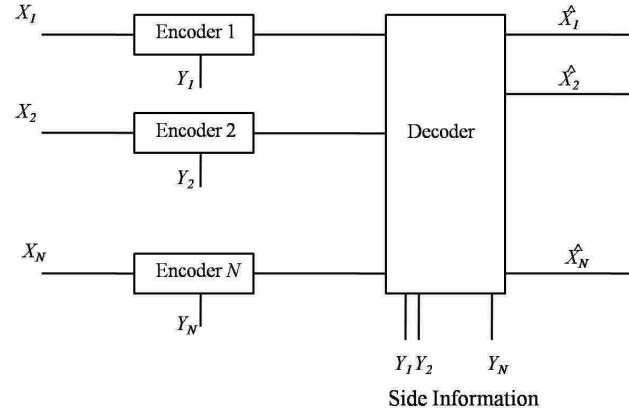 X1
Encoder 1
X̂1
Y1
X̂2
X2
Encoder 2
Decoder
Y2
XN
Encoder N
X̂N
YN
Y1 Y2 YN
Side Information